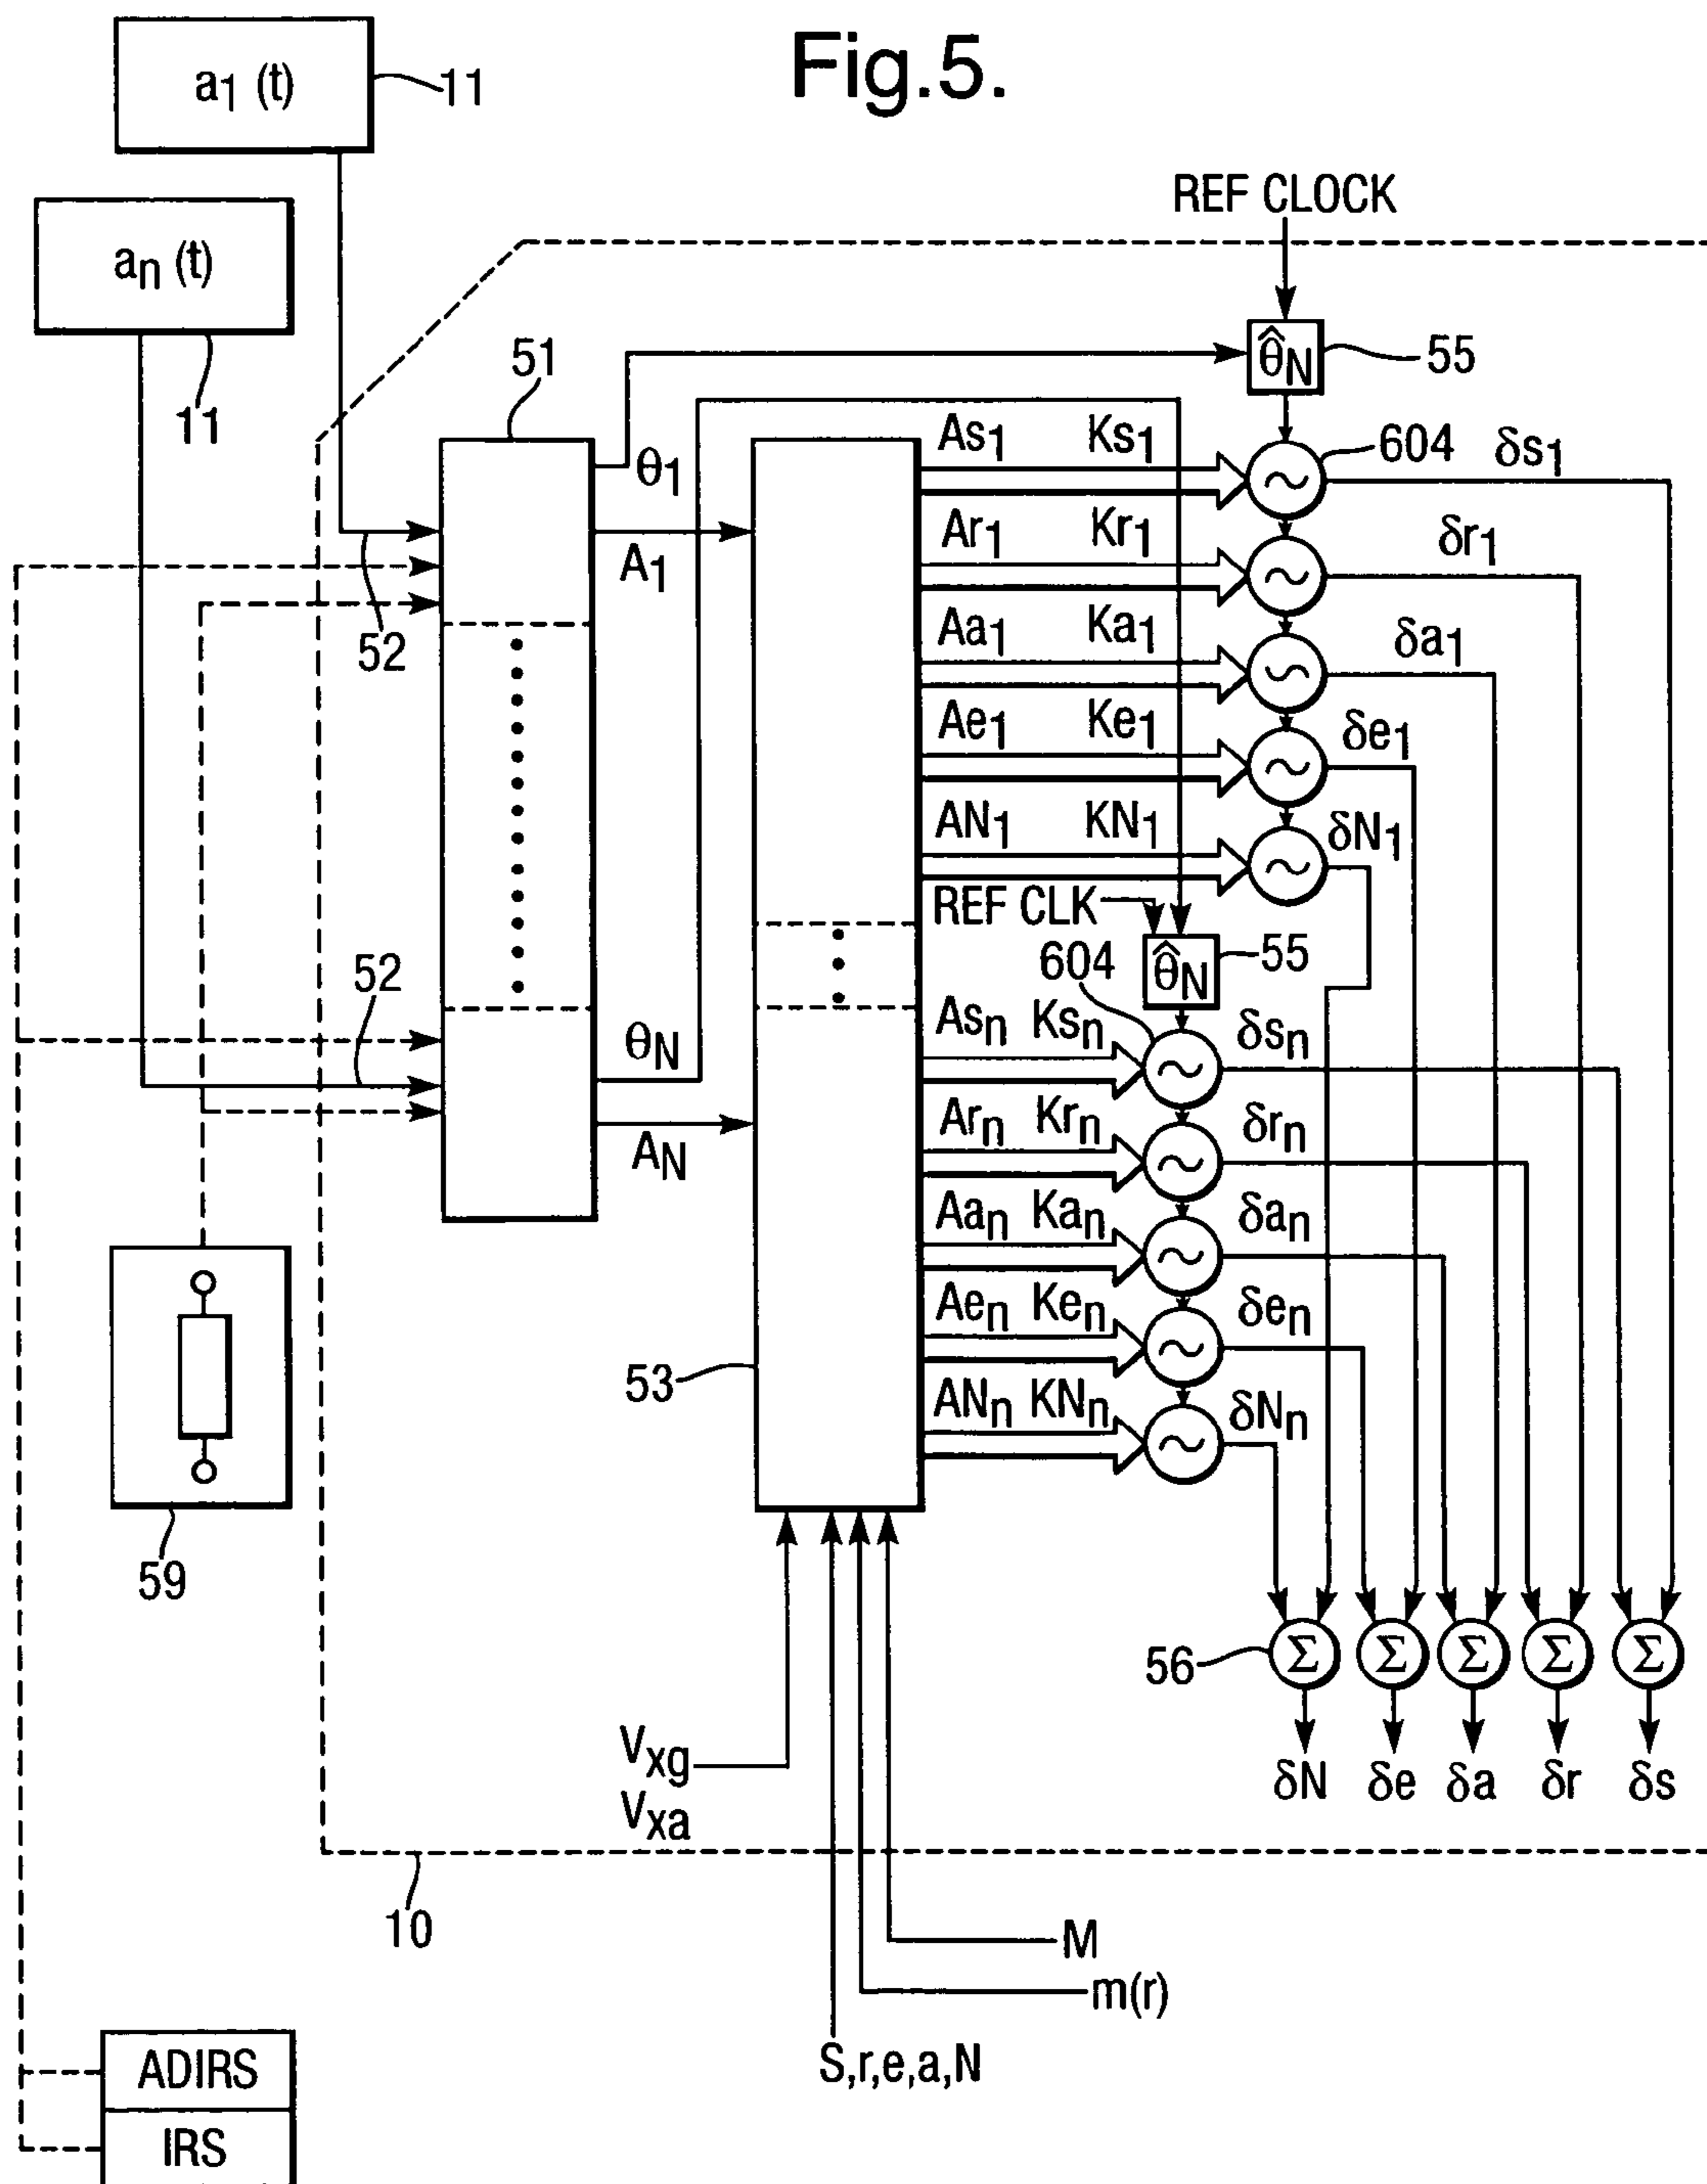 Fig.5.
a1 (t)
11
an (t)
11
REF CLOCK
θ̂N
55
51
θ1
As1 Ks1
604
δs1
A1
Ar1 Kr1
δr1
52
Aa1 Ka1
δa1
Ae1 Ke1
δe1
AN1 KN1
δN1
REF CLK
θ̂N
55
604
52
θN
Asn Ksn
δsn
AN
Arn Krn
δrn
Aan Kan
δan
Aen Ken
δen
53
ANn KNn
δNn
59
56
Σ Σ Σ Σ Σ
Vxg
Vxa
δN δe δa δr δs
10
M
m(r)
S,r,e,a,N
ADIRS
IRS